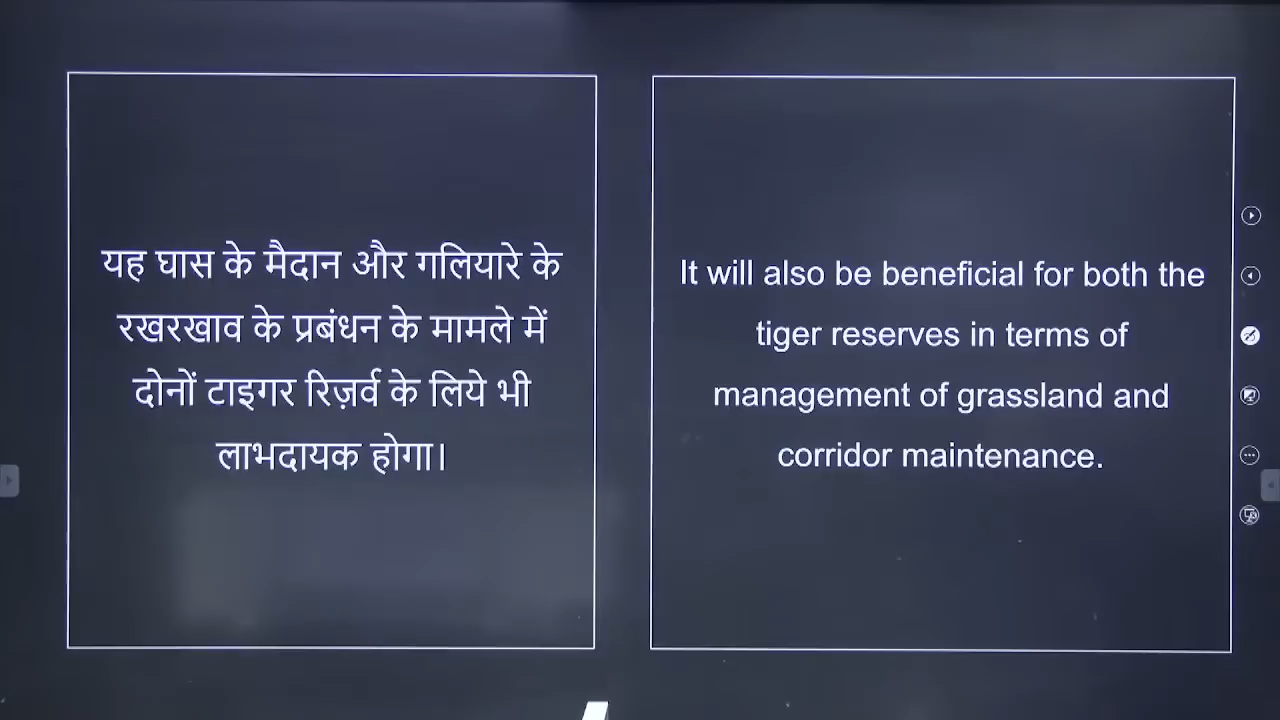 यह घास के मैदान और गलियारे के
रखरखाव के प्रबंधन के मामले में
दोनों टाइगर रिज़र्व के लिये भी
लाभदायक होगा।
It will also be beneficial for both the
tiger reserves in terms of
management of grassland and
corridor maintenance.